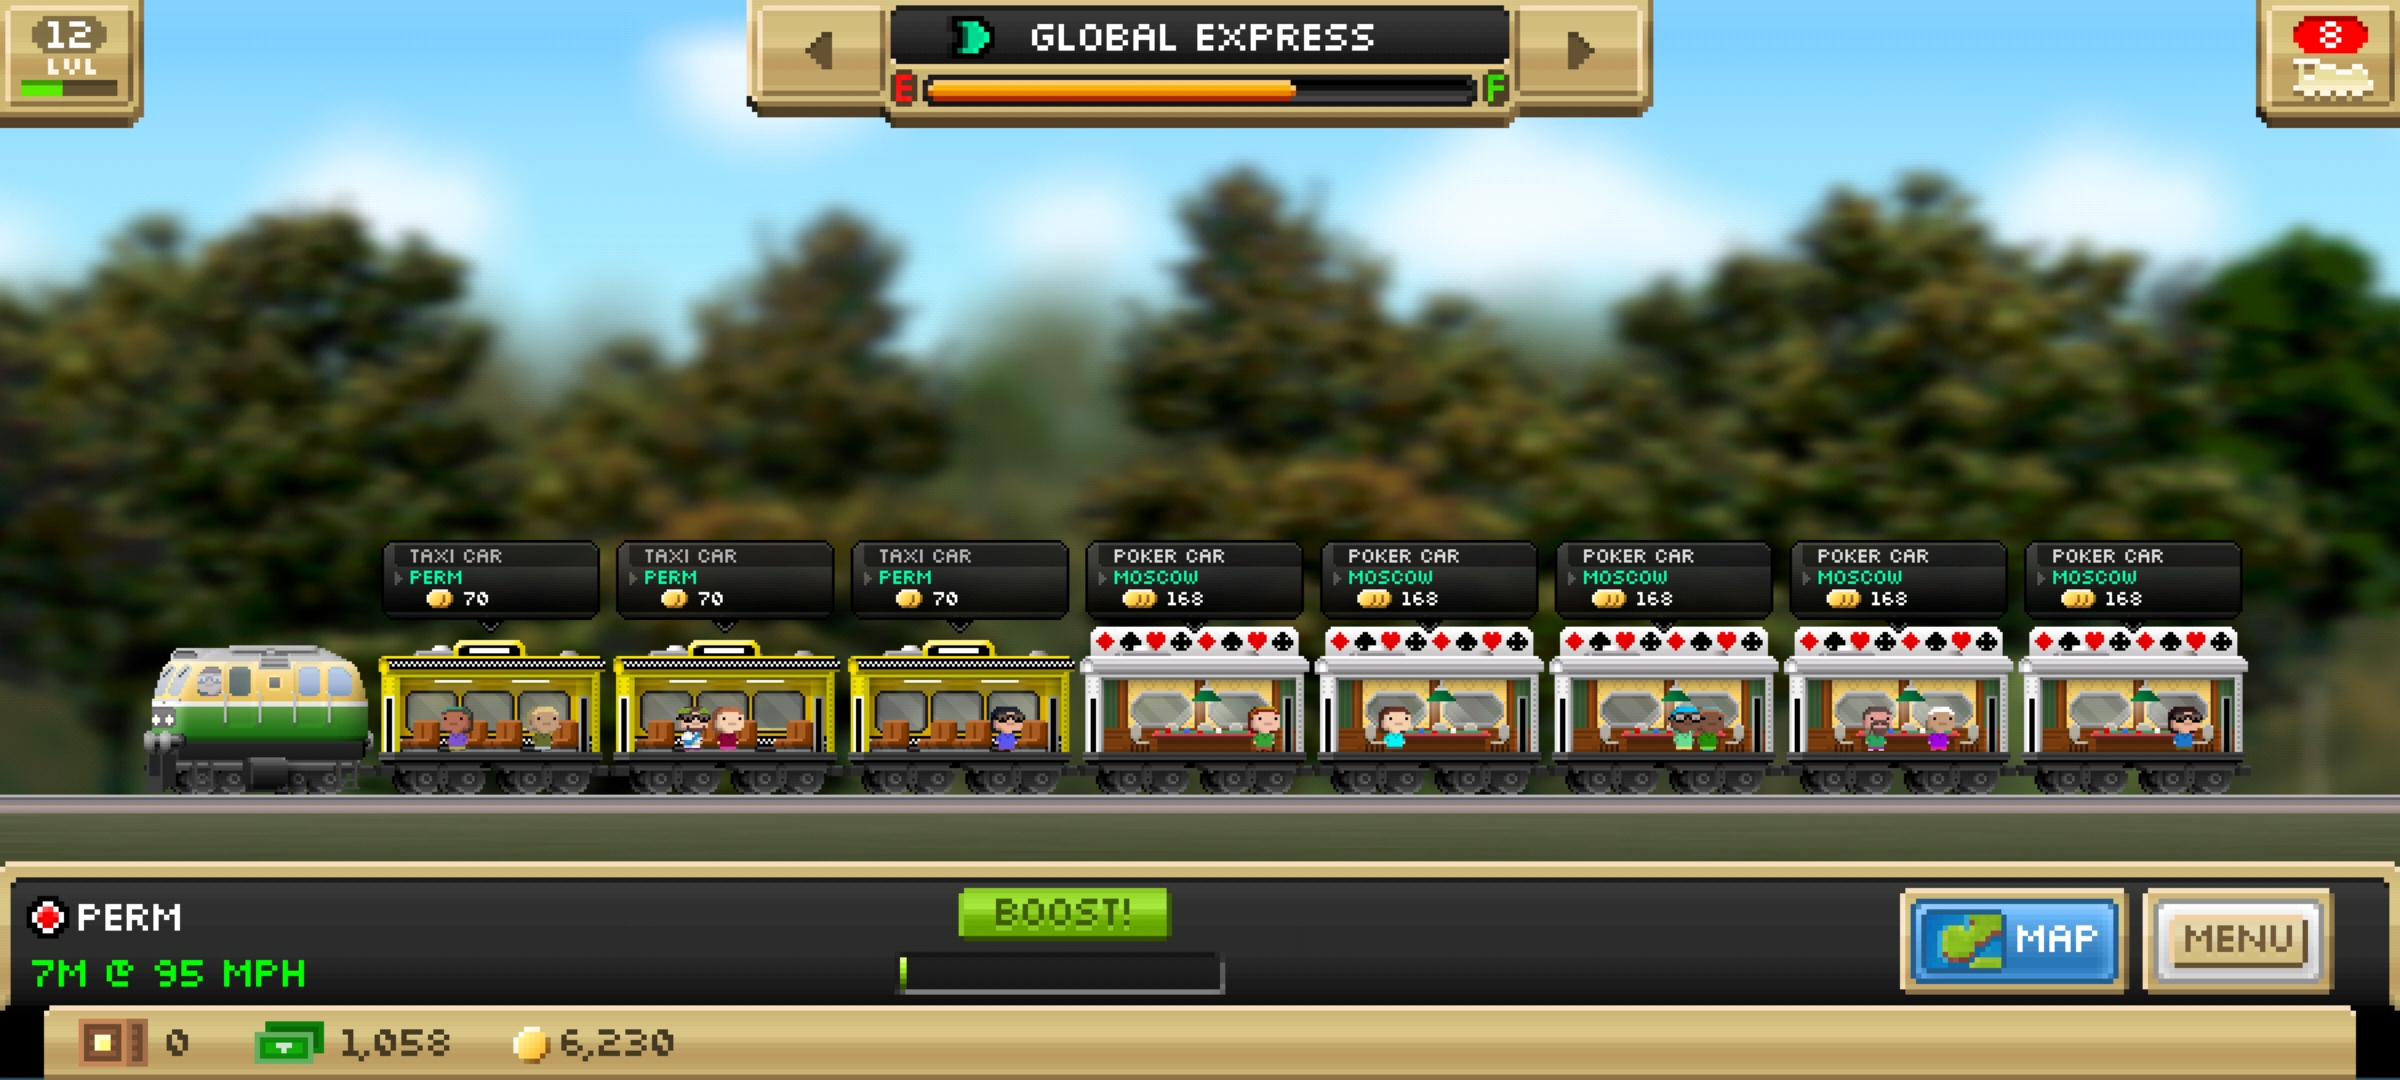 12
LVL
GLOBAL EXPRESS
E
F
8
TAXI CAR
PERM
70
TAXI CAR
PERM
70
TAXI CAR
PERM
70
POKER CAR
MOSCOW
168
POKER CAR
MOSCOW
168
POKER CAR
MOSCOW
168
POKER CAR
MOSCOW
168
POKER CAR
MOSCOW
168
PERM
7M @ 95 MPH
BOOST!
MAP
MENU
0
1,058
6,230